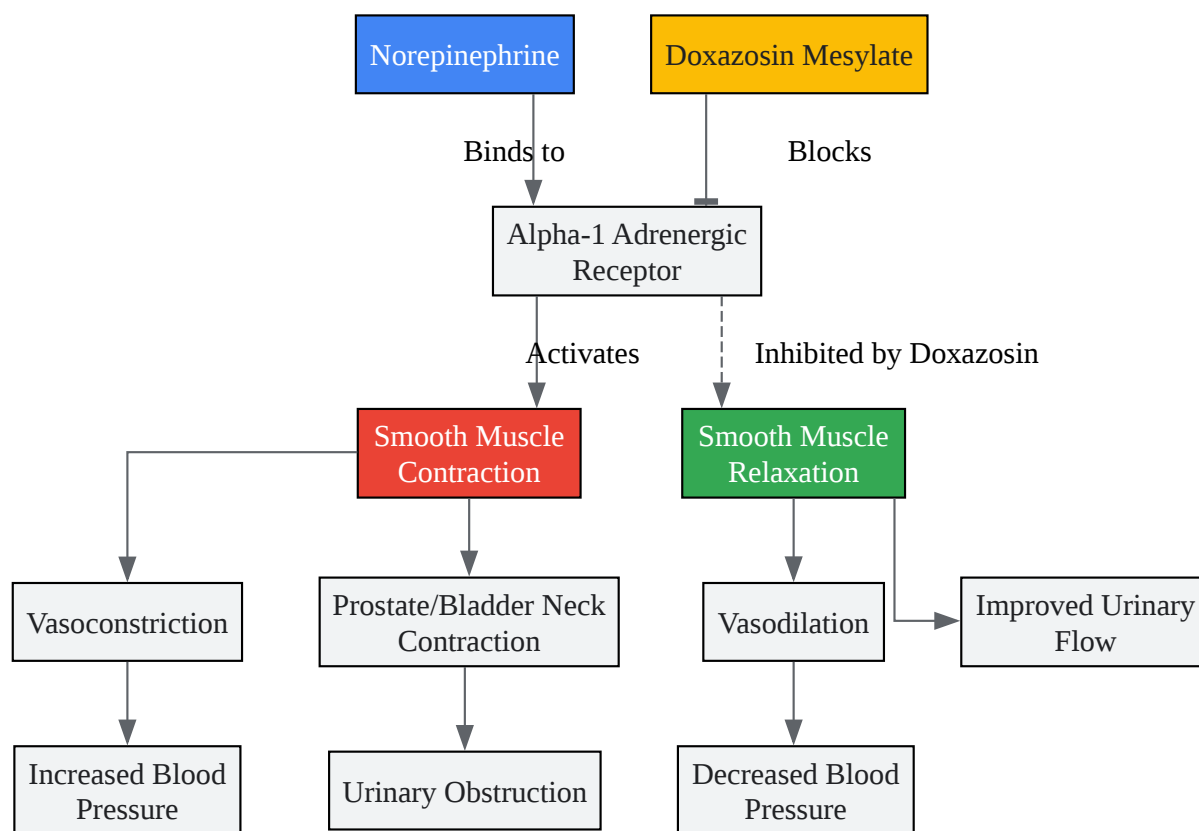 Norepinephrine
Doxazosin Mesylate
Binds to
Blocks
Alpha-1 Adrenergic
Receptor
Activates
Inhibited by Doxazosin
Smooth Muscle
Contraction
Smooth Muscle
Relaxation
Vasoconstriction
Prostate/Bladder Neck
Contraction
Vasodilation
Improved Urinary
Flow
Increased Blood
Pressure
Urinary Obstruction
Decreased Blood
Pressure